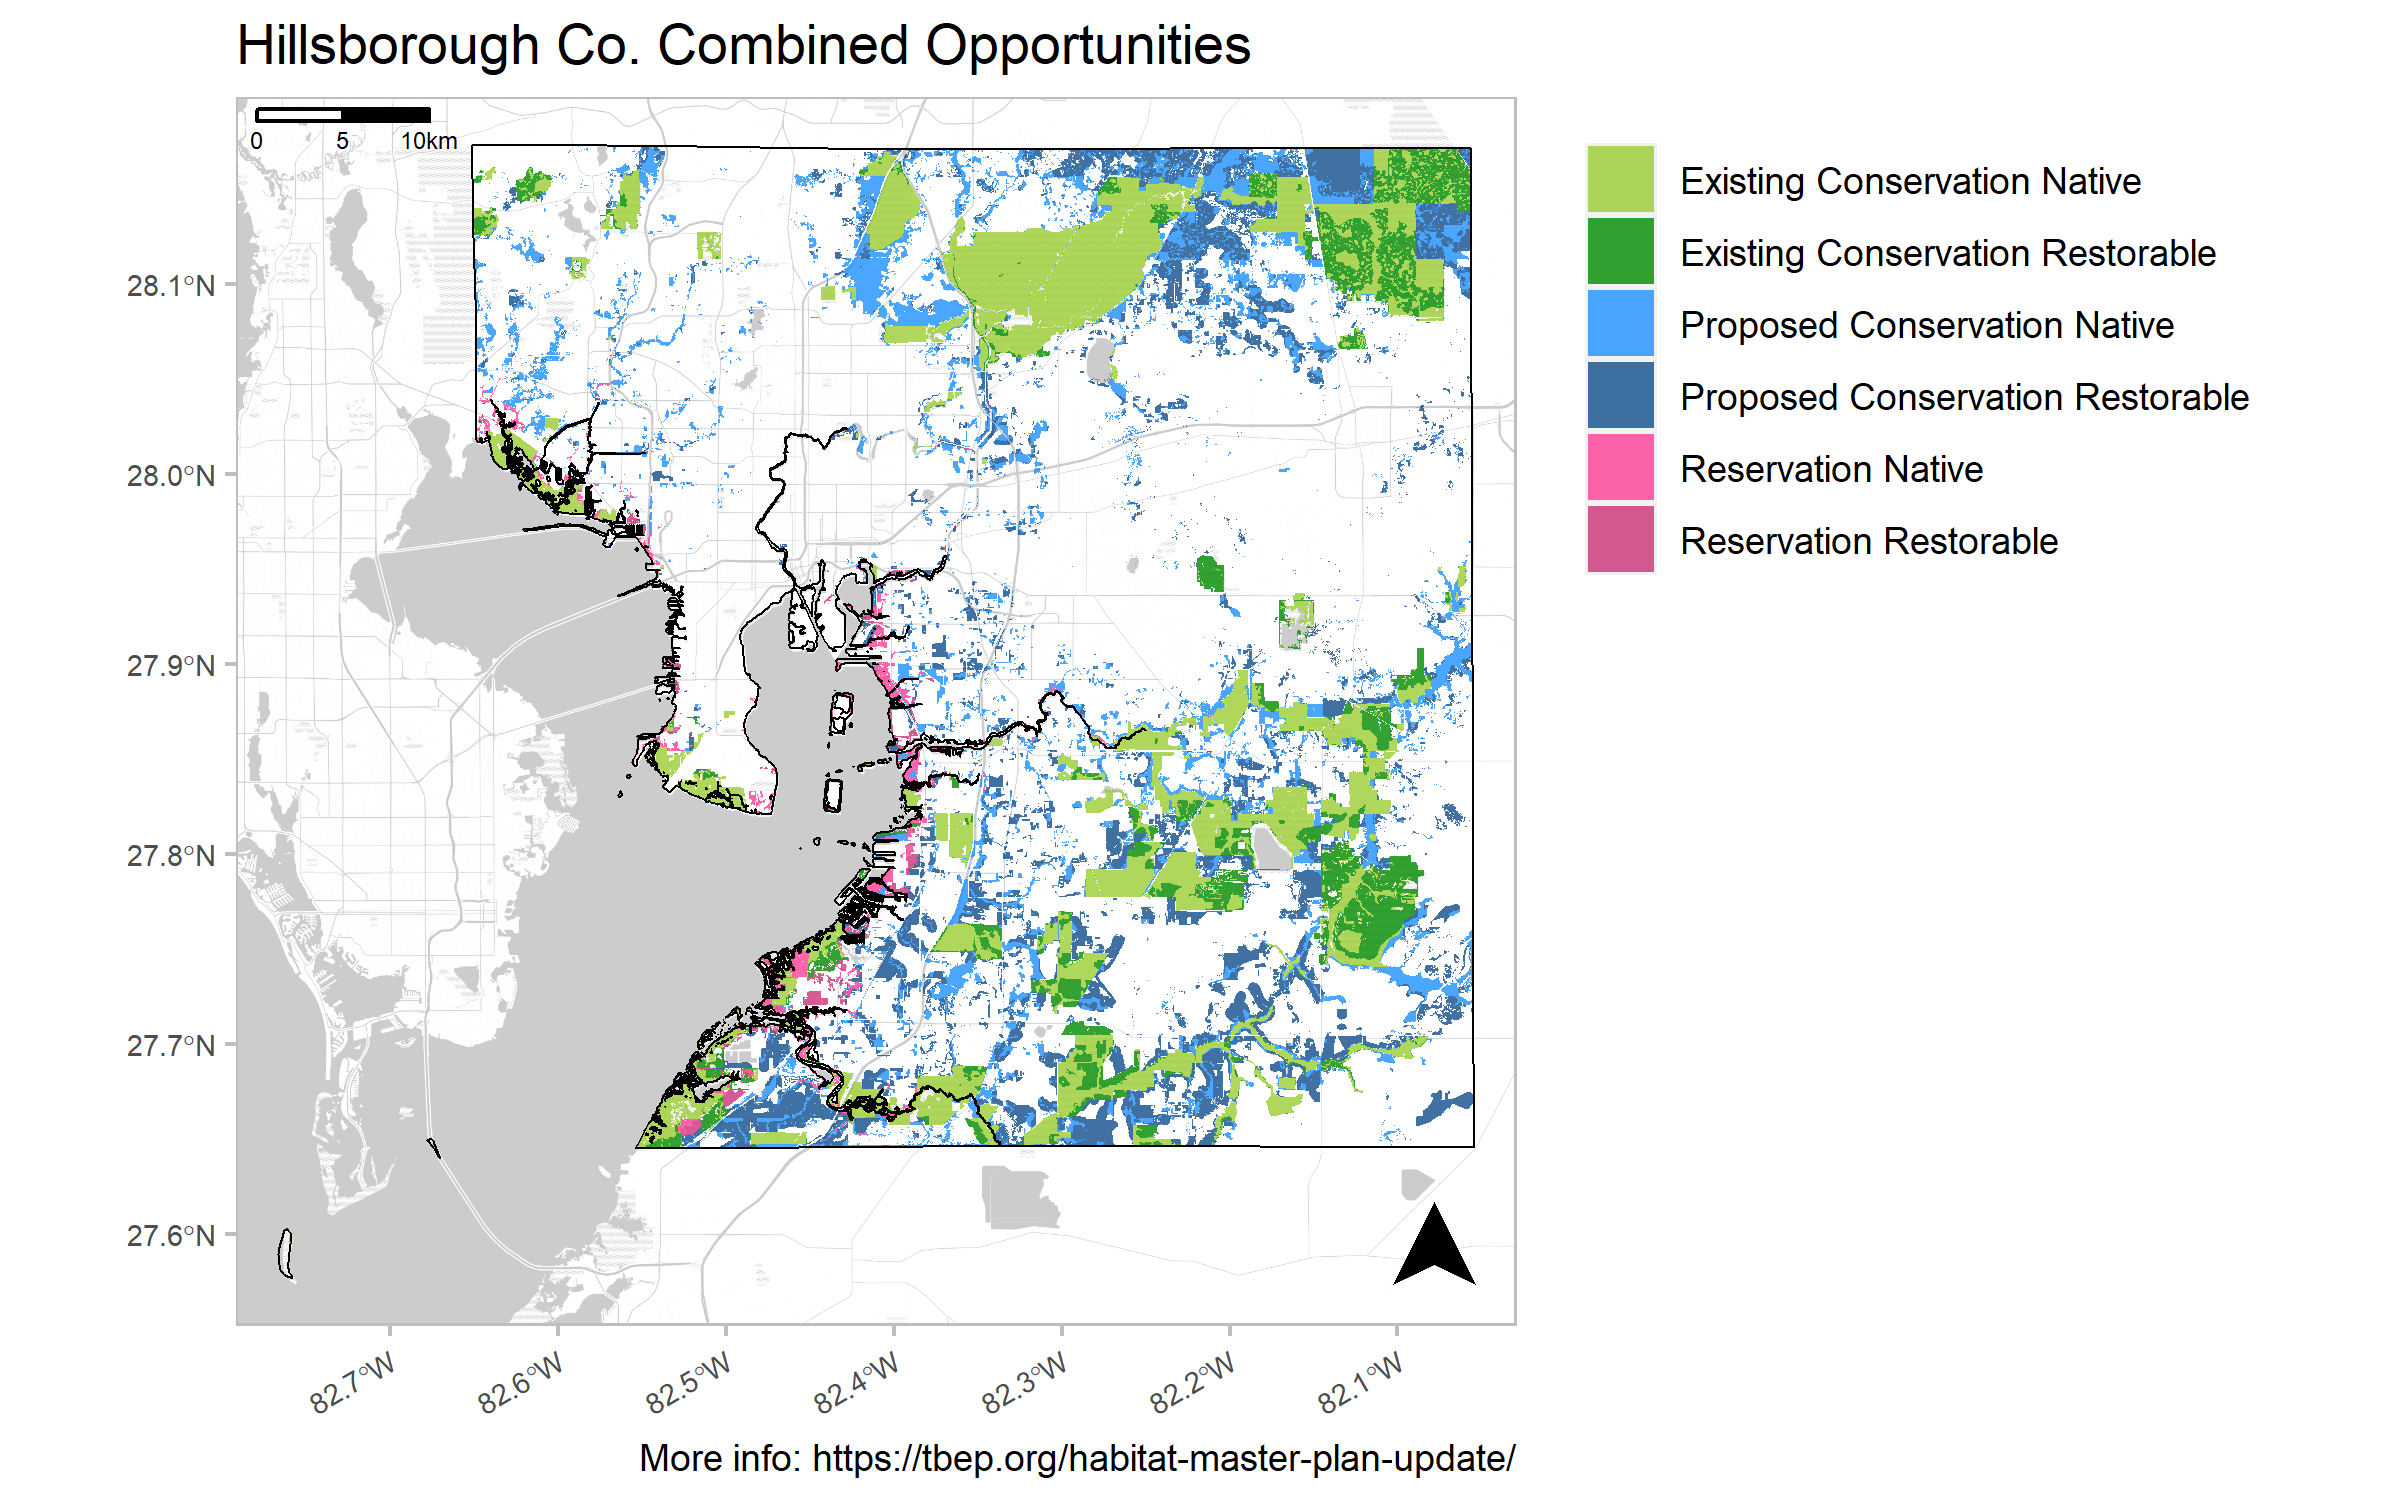 Hillsborough Co. Combined Opportunities
0 5 10km
Existing Conservation Native
Existing Conservation Restorable
Proposed Conservation Native
Proposed Conservation Restorable
Reservation Native
Reservation Restorable
28.1°N
28.0°N
27.9°N
27.8°N
27.7°N
27.6°N
82.7°W 82.6°W 82.5°W 82.4°W 82.3°W 82.2°W 82.1°W
More info: https://tbep.org/habitat-master-plan-update/